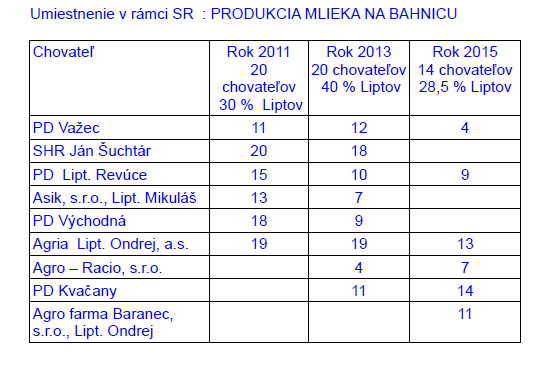 Umiestnenie v rámci SR : PRODUKCIA MLIEKA NA BAHNICU
Chovateľ Rok 2011 Rok 2013 Rok 2015
20 20 chovateľov 14 chovateľov
chovateľov 40 % Liptov 28,5 % Liptov
30 % Liptov
PD Važec 11 12 4
SHR Ján Šuchtár 20 18
PD Lipt. Revúce 15 10 9
Asik, s.r.o., Lipt. Mikuláš 13 7
PD Východná 18 9
Agria Lipt. Ondrej, a.s. 19 19 13
Agro – Racio, s.r.o. 4 7
PD Kvačany 11 14
Agro farma Baranec, 11
s.r.o., Lipt. Ondrej